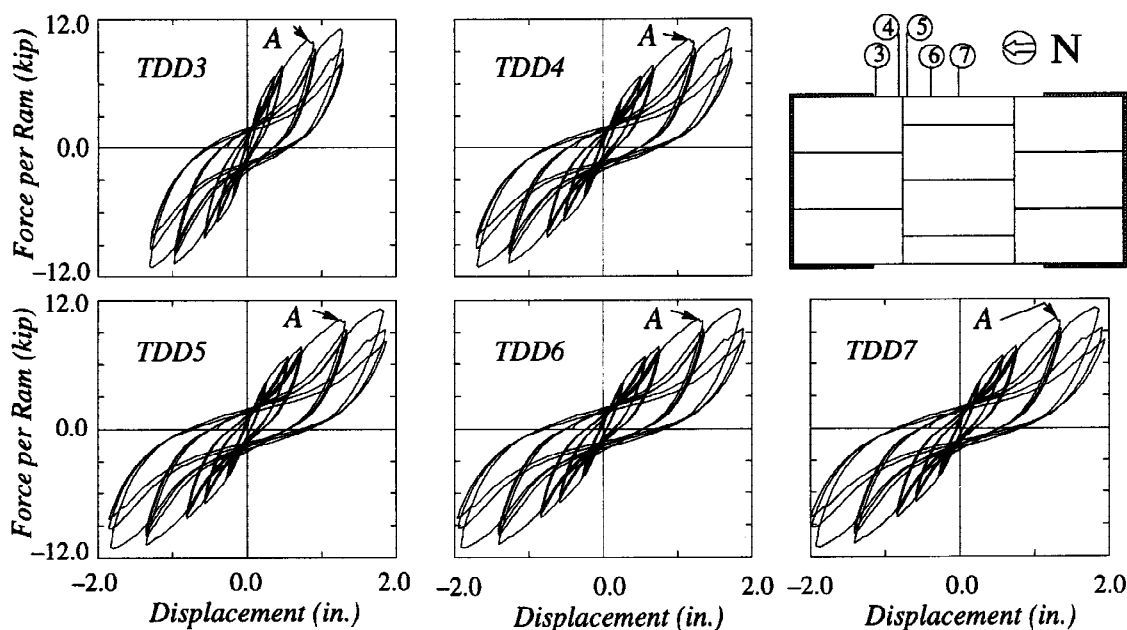 12.0
0.0
−12.0
Force per Ram (kip)
TDD3
A
TDD4
A
4 5
3 6 7
N
12.0
0.0
−12.0
Force per Ram (kip)
TDD5
A
TDD6
A
TDD7
A
−2.0 0.0 2.0
−2.0 0.0 2.0
−2.0 0.0 2.0
Displacement (in.)
Displacement (in.)
Displacement (in.)